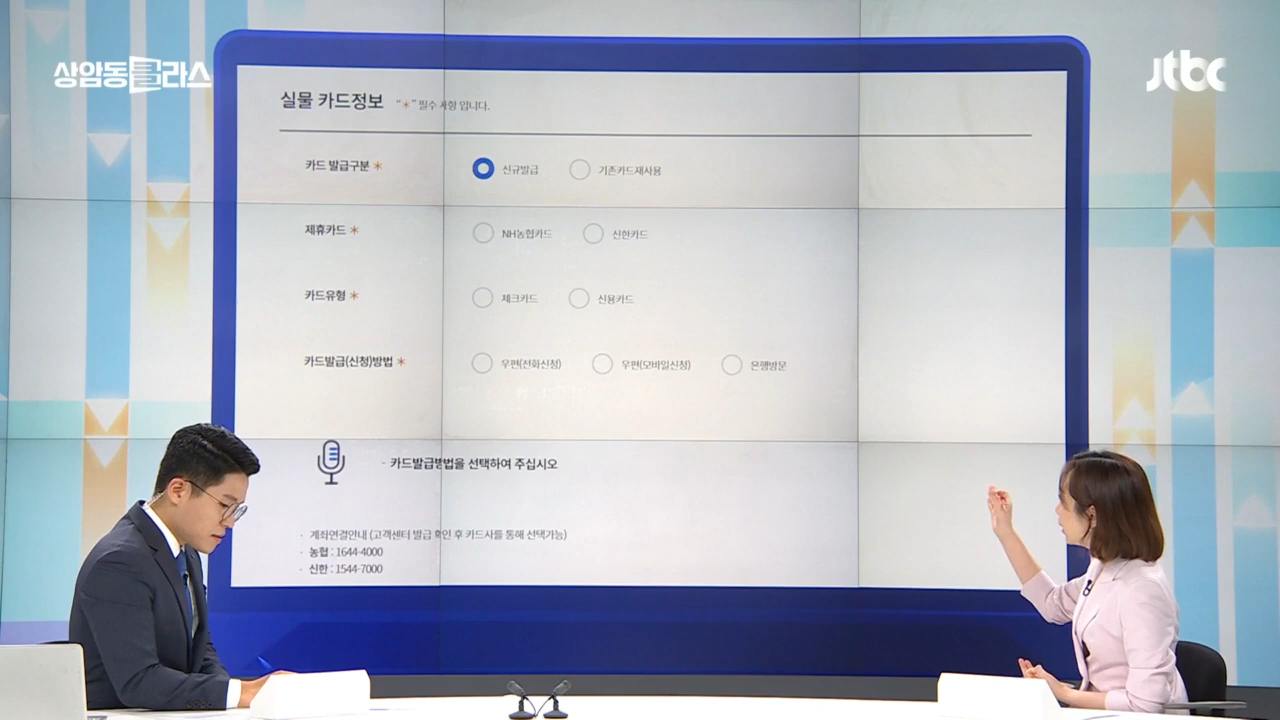 상암동클라스
jtbc
실물 카드정보 "*" 필수 사항 입니다.
카드 발급구분 * 신규발급 기존카드재사용
제휴카드 * NH농협카드 신한카드
카드유형 * 체크카드 신용카드
카드발급(신청)방법 * 우편(전화신청) 우편(모바일신청) 은행방문
- 카드발급방법을 선택하여 주십시오
· 계좌연결안내 (고객센터 발급 확인 후 카드사를 통해 선택가능)
· 농협 : 1644-4000
· 신한 : 1544-7000